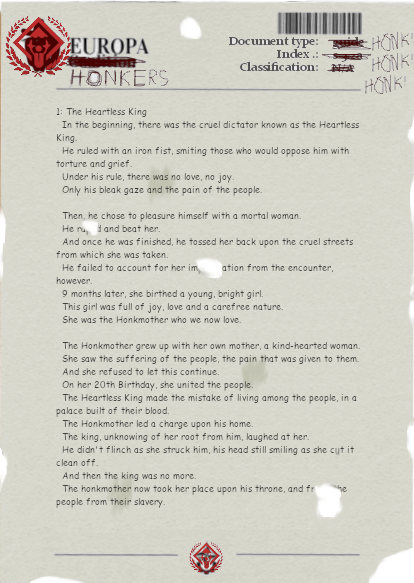 EUROPA
HONKERS
Document type: guide HONK!
Index .: HONK!
Classification: N/A HONK!
1: The Heartless King
In the beginning, there was the cruel dictator known as the Heartless
King.
He ruled with an iron fist, smiting those who would oppose him with
torture and grief.
Under his rule, there was no love, no joy.
Only his bleak gaze and the pain of the people.
Then, he chose to pleasure himself with a mortal woman.
He and beat her.
And once he was finished, he tossed her back upon the cruel streets
from which she was taken.
He failed to account for her from the encounter,
however.
9 months later, she birthed a young, bright girl.
This girl was full of joy, love and a carefree nature.
She was the Honkmother who we now love.
The Honkmother grew up with her own mother, a kind-hearted woman.
She saw the suffering of the people, the pain that was given to them.
And she refused to let this continue.
On her 20th Birthday, she united the people.
The Heartless King made the mistake of living among the people, in a
palace built of their blood.
The Honkmother led a charge upon his home.
The king, unknowing of her root from him, laughed at her.
He didn't flinch as she struck him, his head still smiling as she cut it
clean off.
And then the king was no more.
The honkmother now took her place upon his throne, and the
people from their slavery.